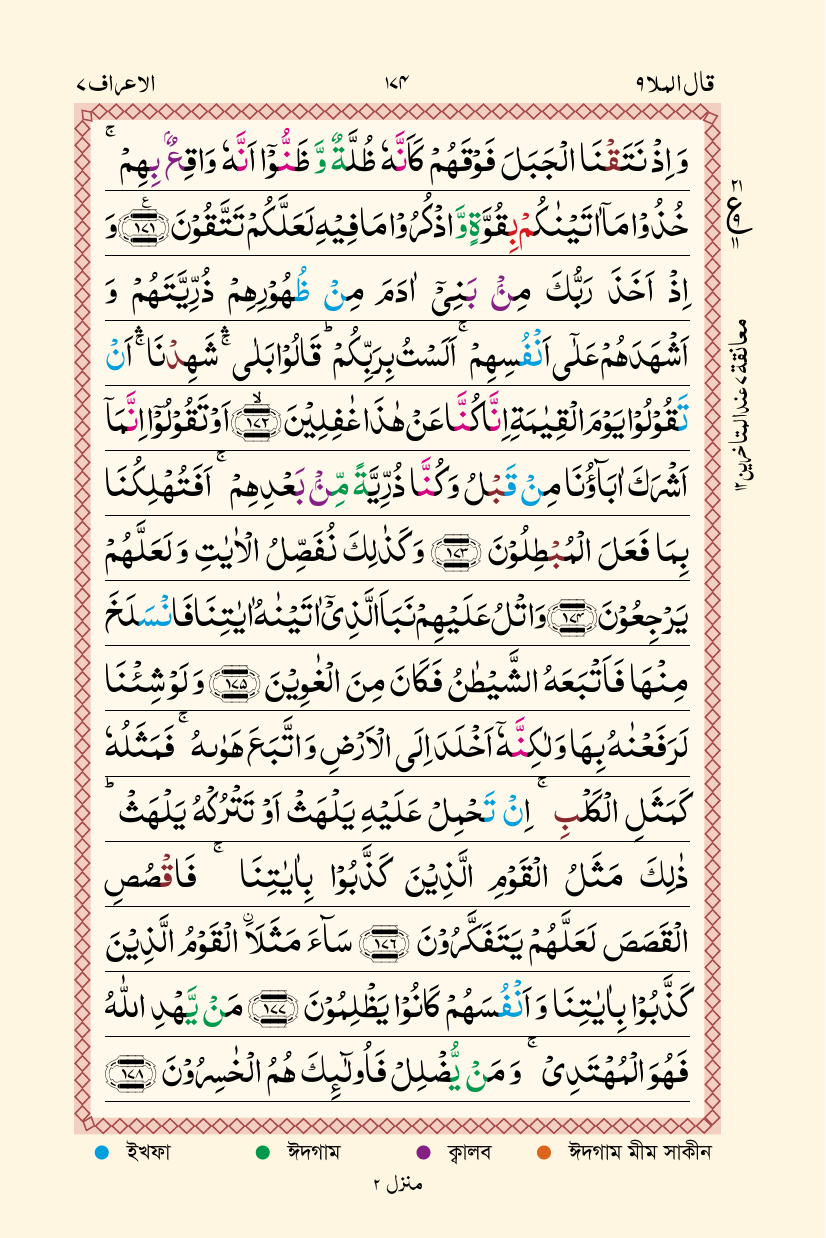 قال الملا ٩ ١٧٤ الاعراف ٧
وَاِذْ نَتَقْنَا الْجَبَلَ فَوْقَهُمْ كَاَنَّهٗ ظُلَّةٌ وَّظَنُّوْۤا اَنَّهٗ وَاقِعٌۢ بِهِمْ ۚ
خُذُوْا مَاۤ اٰتَيْنٰكُمْ بِقُوَّةٍ وَّاذْكُرُوْا مَا فِيْهِ لَعَلَّكُمْ تَتَّقُوْنَ ﴿١٧١﴾ وَ
اِذْ اَخَذَ رَبُّكَ مِنْۢ بَنِيْۤ اٰدَمَ مِنْ ظُهُوْرِهِمْ ذُرِّيَّتَهُمْ وَ
اَشْهَدَهُمْ عَلٰٓى اَنْفُسِهِمْ ۚ اَلَسْتُ بِرَبِّكُمْ ؕ قَالُوْا بَلٰى ۛۚ شَهِدْنَا ۛۚ اَنْ
تَقُوْلُوْا يَوْمَ الْقِيٰمَةِ اِنَّا كُنَّا عَنْ هٰذَا غٰفِلِيْنَ ﴿١٧٢﴾ۙ اَوْ تَقُوْلُوْۤا اِنَّمَاۤ
اَشْرَكَ اٰبَآؤُنَا مِنْ قَبْلُ وَكُنَّا ذُرِّيَّةً مِّنْۢ بَعْدِهِمْ ۚ اَفَتُهْلِكُنَا
بِمَا فَعَلَ الْمُبْطِلُوْنَ ﴿١٧٣﴾ وَكَذٰلِكَ نُفَصِّلُ الْاٰيٰتِ وَلَعَلَّهُمْ
يَرْجِعُوْنَ ﴿١٧٤﴾ وَاتْلُ عَلَيْهِمْ نَبَاَ الَّذِيْۤ اٰتَيْنٰهُ اٰيٰتِنَا فَانْسَلَخَ
مِنْهَا فَاَتْبَعَهُ الشَّيْطٰنُ فَكَانَ مِنَ الْغٰوِيْنَ ﴿١٧٥﴾ وَلَوْ شِئْنَا
لَرَفَعْنٰهُ بِهَا وَلٰكِنَّهٗۤ اَخْلَدَ اِلَى الْاَرْضِ وَاتَّبَعَ هَوٰىهُ ۚ فَمَثَلُهٗ
كَمَثَلِ الْكَلْبِ ۚ اِنْ تَحْمِلْ عَلَيْهِ يَلْهَثْ اَوْ تَتْرُكْهُ يَلْهَثْ ؕ
ذٰلِكَ مَثَلُ الْقَوْمِ الَّذِيْنَ كَذَّبُوْا بِاٰيٰتِنَا ۚ فَاقْصُصِ
الْقَصَصَ لَعَلَّهُمْ يَتَفَكَّرُوْنَ ﴿١٧٦﴾ سَآءَ مَثَلَاۨ الْقَوْمُ الَّذِيْنَ
كَذَّبُوْا بِاٰيٰتِنَا وَاَنْفُسَهُمْ كَانُوْا يَظْلِمُوْنَ ﴿١٧٧﴾ مَنْ يَّهْدِ اللّٰهُ
فَهُوَ الْمُهْتَدِيْ ۚ وَمَنْ يُّضْلِلْ فَاُولٰٓئِكَ هُمُ الْخٰسِرُوْنَ ﴿١٧٨﴾
٢١
ع
٩
١١
معانقة ٧ عند المتاخرين ١٢
ইখফা ঈদগাম ক্বালব ঈদগাম মীম সাকীন
منزل ٢